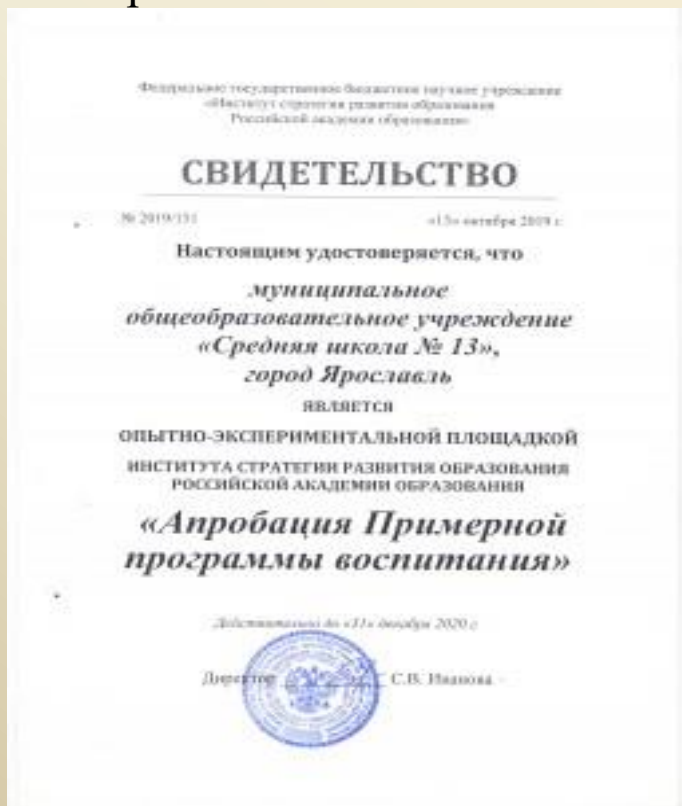 Федеральное государственное бюджетное научное учреждение
«Институт стратегии развития образования
Российской академии образования»
СВИДЕТЕЛЬСТВО
№ 2019/151 «15» октября 2019 г.
Настоящим удостоверяется, что
муниципальное
общеобразовательное учреждение
«Средняя школа № 13»,
город Ярославль
ЯВЛЯЕТСЯ
ОПЫТНО-ЭКСПЕРИМЕНТАЛЬНОЙ ПЛОЩАДКОЙ
ИНСТИТУТА СТРАТЕГИИ РАЗВИТИЯ ОБРАЗОВАНИЯ
РОССИЙСКОЙ АКАДЕМИИ ОБРАЗОВАНИЯ
«Апробация Примерной
программы воспитания»
Действительно до «31» декабря 2020 г.
Директор С.В. Иванова